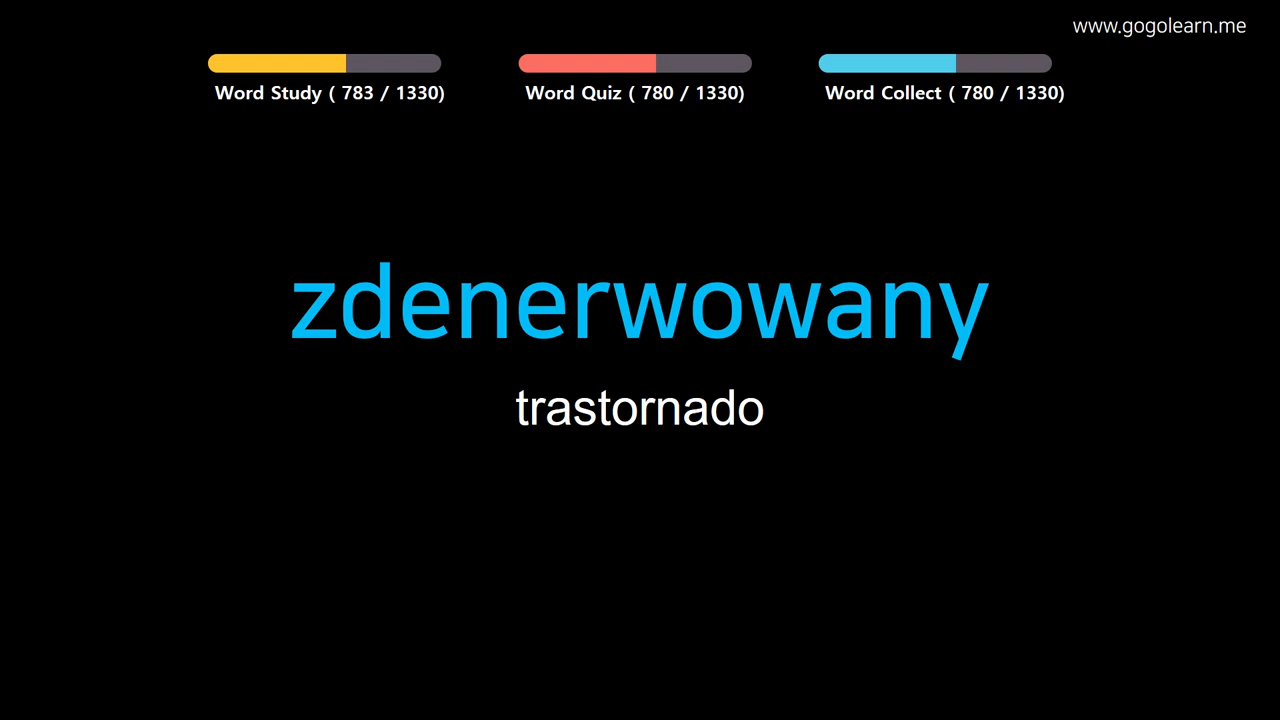 www.gogolearn.me
Word Study ( 783 / 1330)
Word Quiz ( 780 / 1330)
Word Collect ( 780 / 1330)
zdenerwowany
trastornado